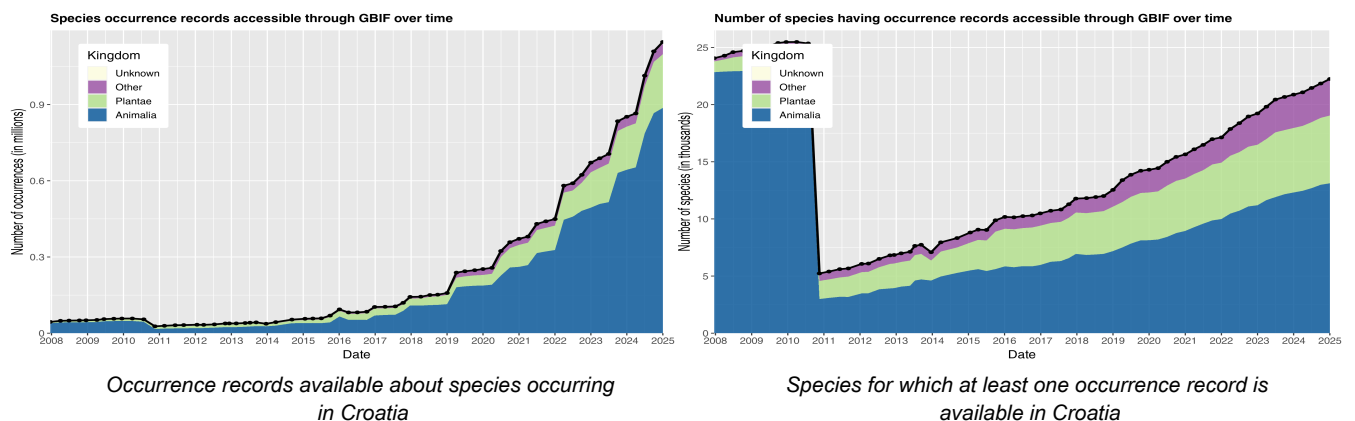 Species occurrence records accessible through GBIF over time
Number of occurrences (in millions)
0.9
0.6
0.3
0
Kingdom
Unknown
Other
Plantae
Animalia
2008 2009 2010 2011 2012 2013 2014 2015 2016 2017 2018 2019 2020 2021 2022 2023 2024 2025
Date
Occurrence records available about species occurring
in Croatia
Number of species having occurrence records accessible through GBIF over time
Number of species (in thousands)
25
20
15
10
5
0
Kingdom
Unknown
Other
Plantae
Animalia
2008 2009 2010 2011 2012 2013 2014 2015 2016 2017 2018 2019 2020 2021 2022 2023 2024 2025
Date
Species for which at least one occurrence record is
available in Croatia